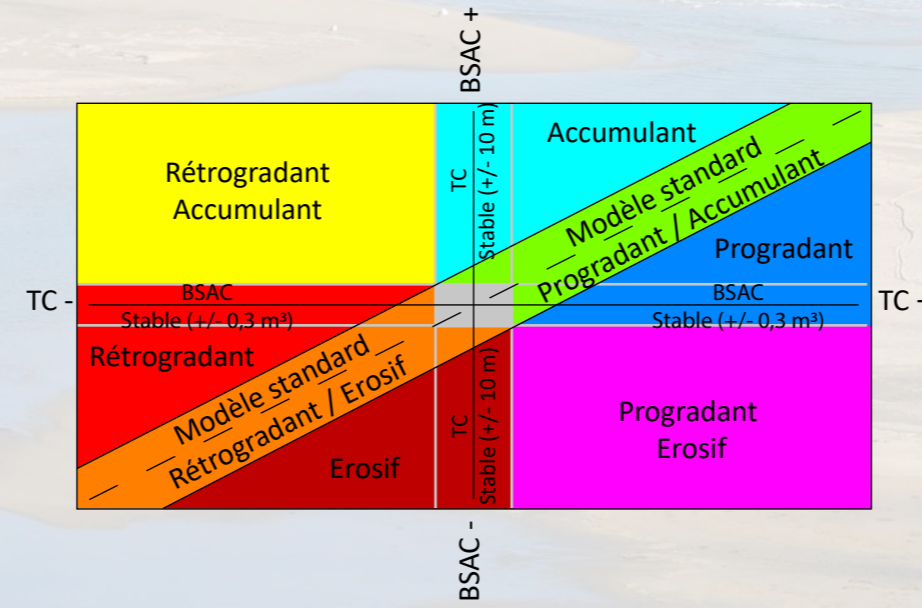 BSAC +
Accumulant
TC
Stable (+/- 10 m)
Rétrogradant
Accumulant
Modèle standard
Progradant / Accumulant
Progradant
TC -
BSAC
Stable (+/- 0,3 m³)
BSAC
Stable (+/- 0,3 m³)
TC
Rétrogradant
Modèle standard
Rétrogradant / Erosif
Erosif
TC
Stable (+/- 10 m)
Progradant
Erosif
BSAC -